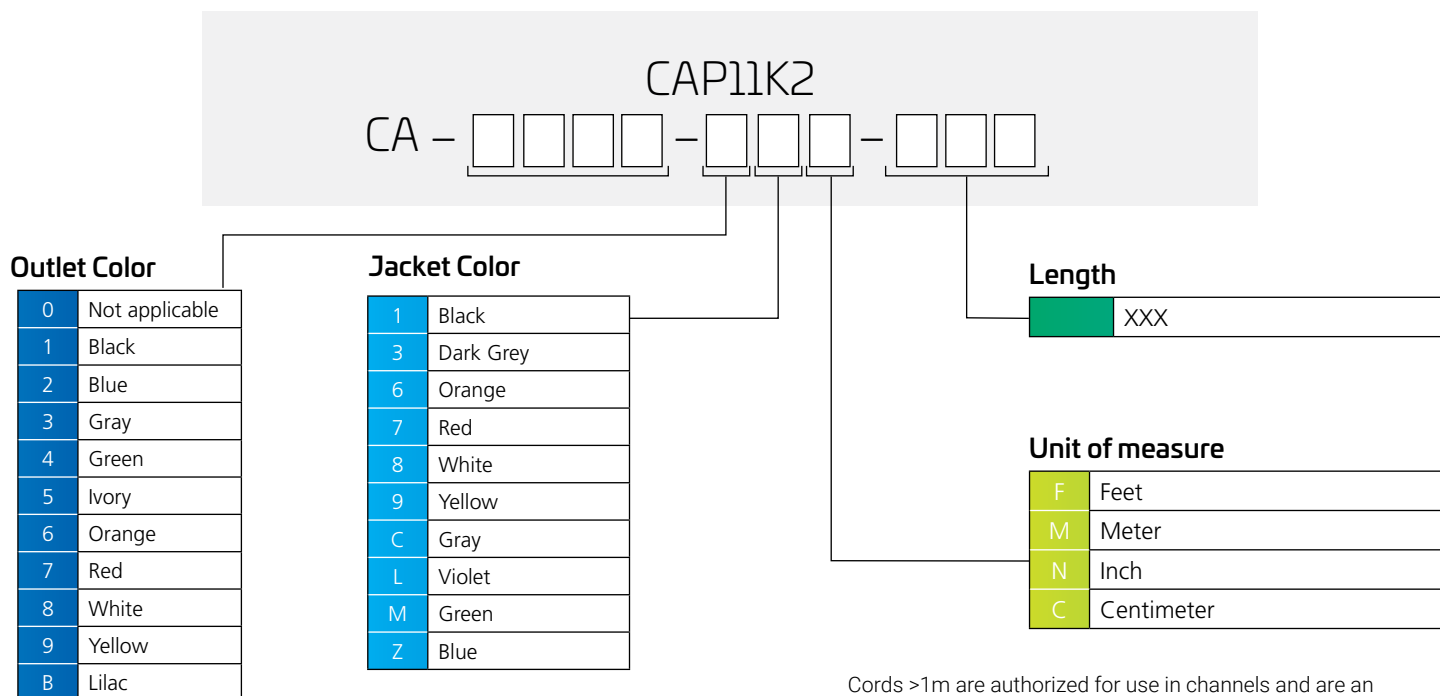 CAP11K2
CA – –  –
Outlet Color
0 Not applicable
1 Black
2 Blue
3 Gray
4 Green
5 Ivory
6 Orange
7 Red
8 White
9 Yellow
B Lilac
Jacket Color
1 Black
3 Dark Grey
6 Orange
7 Red
8 White
9 Yellow
C Gray
L Violet
M Green
Z Blue
Length
XXX
Unit of measure
F Feet
M Meter
N Inch
C Centimeter
Cords >1m are authorized for use in channels and are an